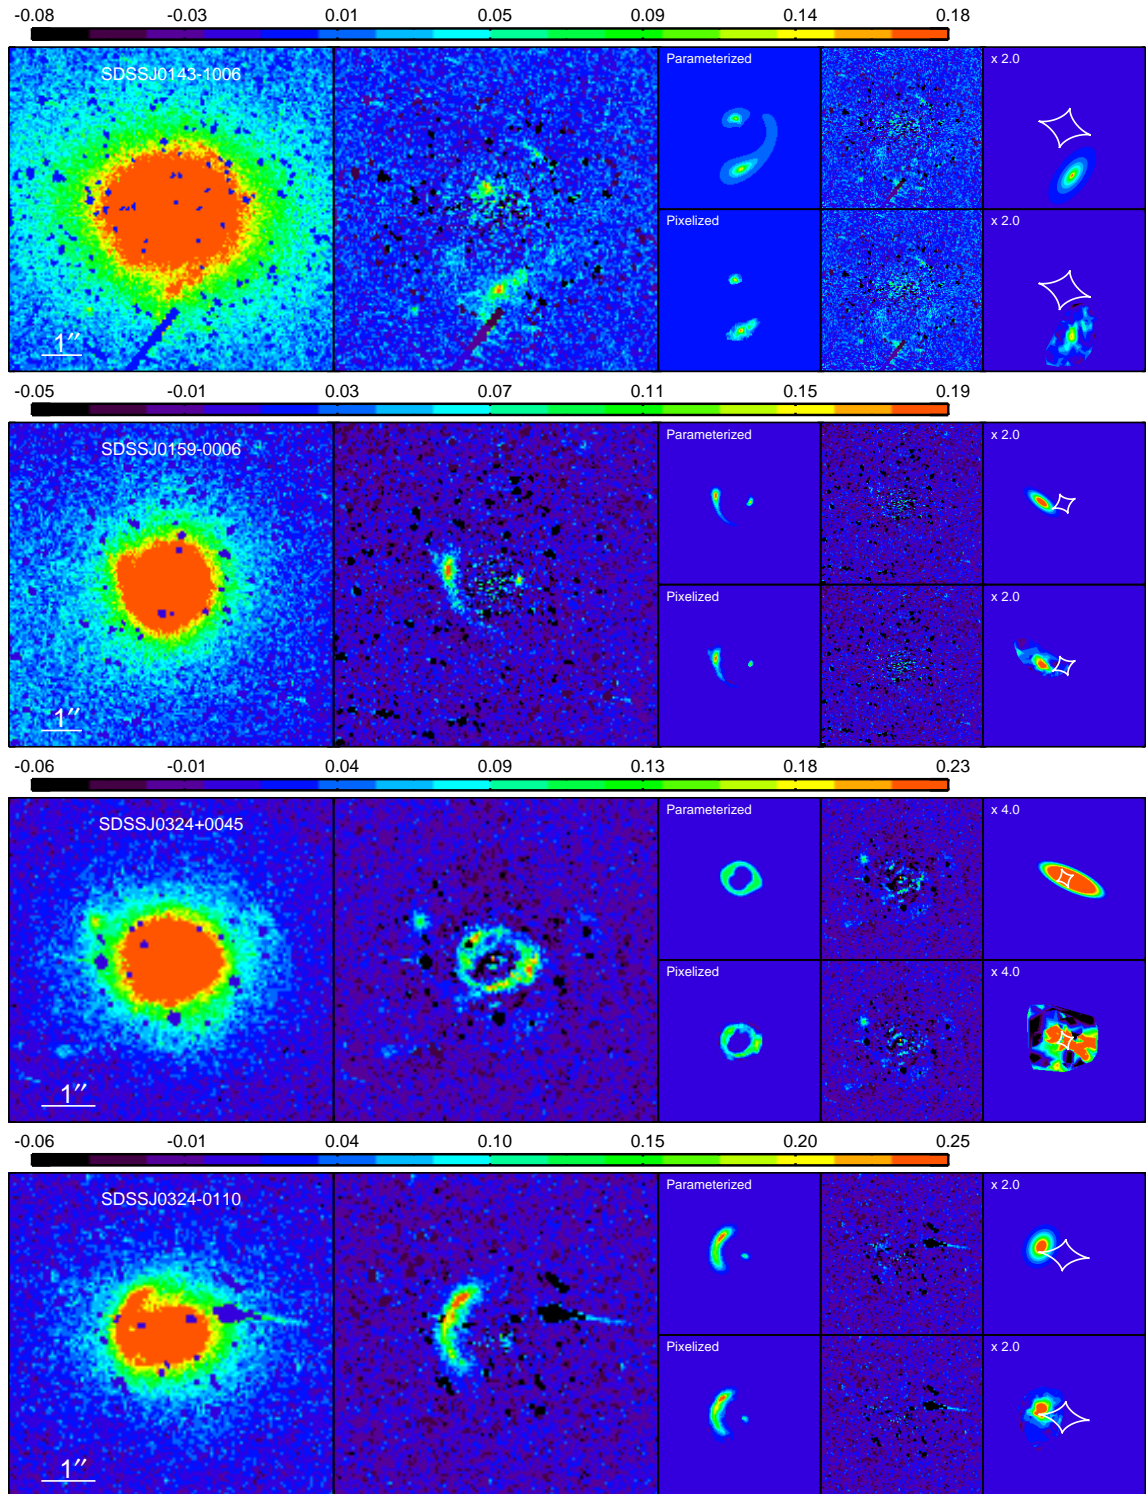 -0.08 -0.03 0.01 0.05 0.09 0.14 0.18
SDSSJ0143-1006
1″
Parameterized
x 2.0
Pixelized
x 2.0
-0.05 -0.01 0.03 0.07 0.11 0.15 0.19
SDSSJ0159-0006
1″
Parameterized
x 2.0
Pixelized
x 2.0
-0.06 -0.01 0.04 0.09 0.13 0.18 0.23
SDSSJ0324+0045
1″
Parameterized
x 4.0
Pixelized
x 4.0
-0.06 -0.01 0.04 0.10 0.15 0.20 0.25
SDSSJ0324-0110
1″
Parameterized
x 2.0
Pixelized
x 2.0